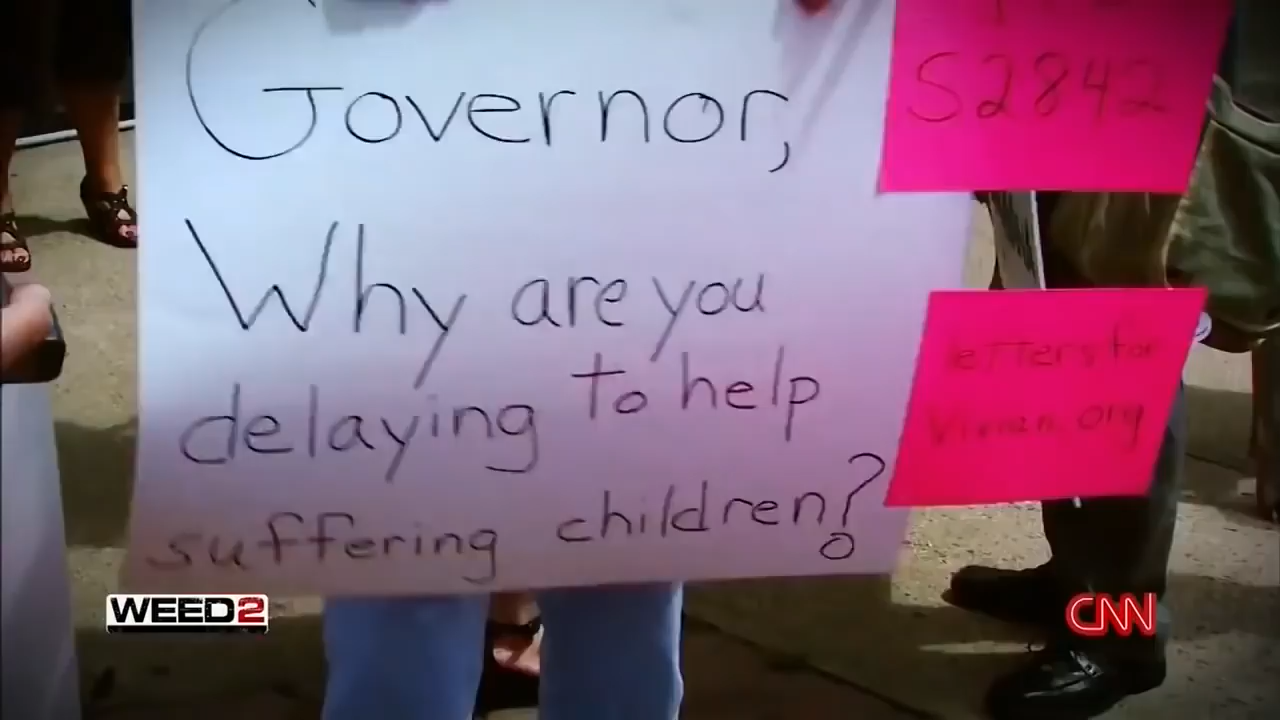 Governor,
Why are you
delaying to help
suffering children?
S2842
letters for
Vivian.org
WEED2
CNN